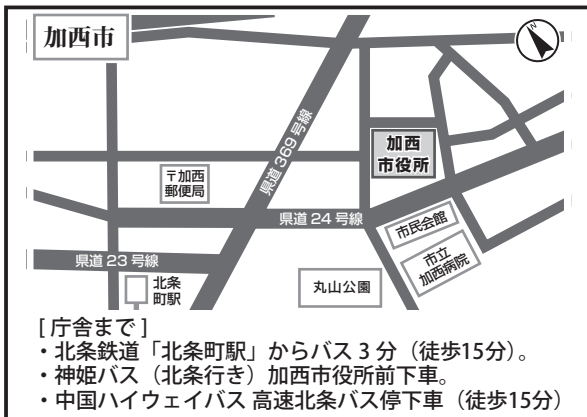 加西市
N
県道369号線
加西
市役所
〒加西
郵便局
県道24号線
市民会館
県道23号線
市立
加西病院
北条
町駅
丸山公園
[庁舎まで]
・北条鉄道「北条町駅」からバス3分（徒歩15分）。
・神姫バス（北条行き）加西市役所前下車。
・中国ハイウェイバス 高速北条バス停下車（徒歩15分）